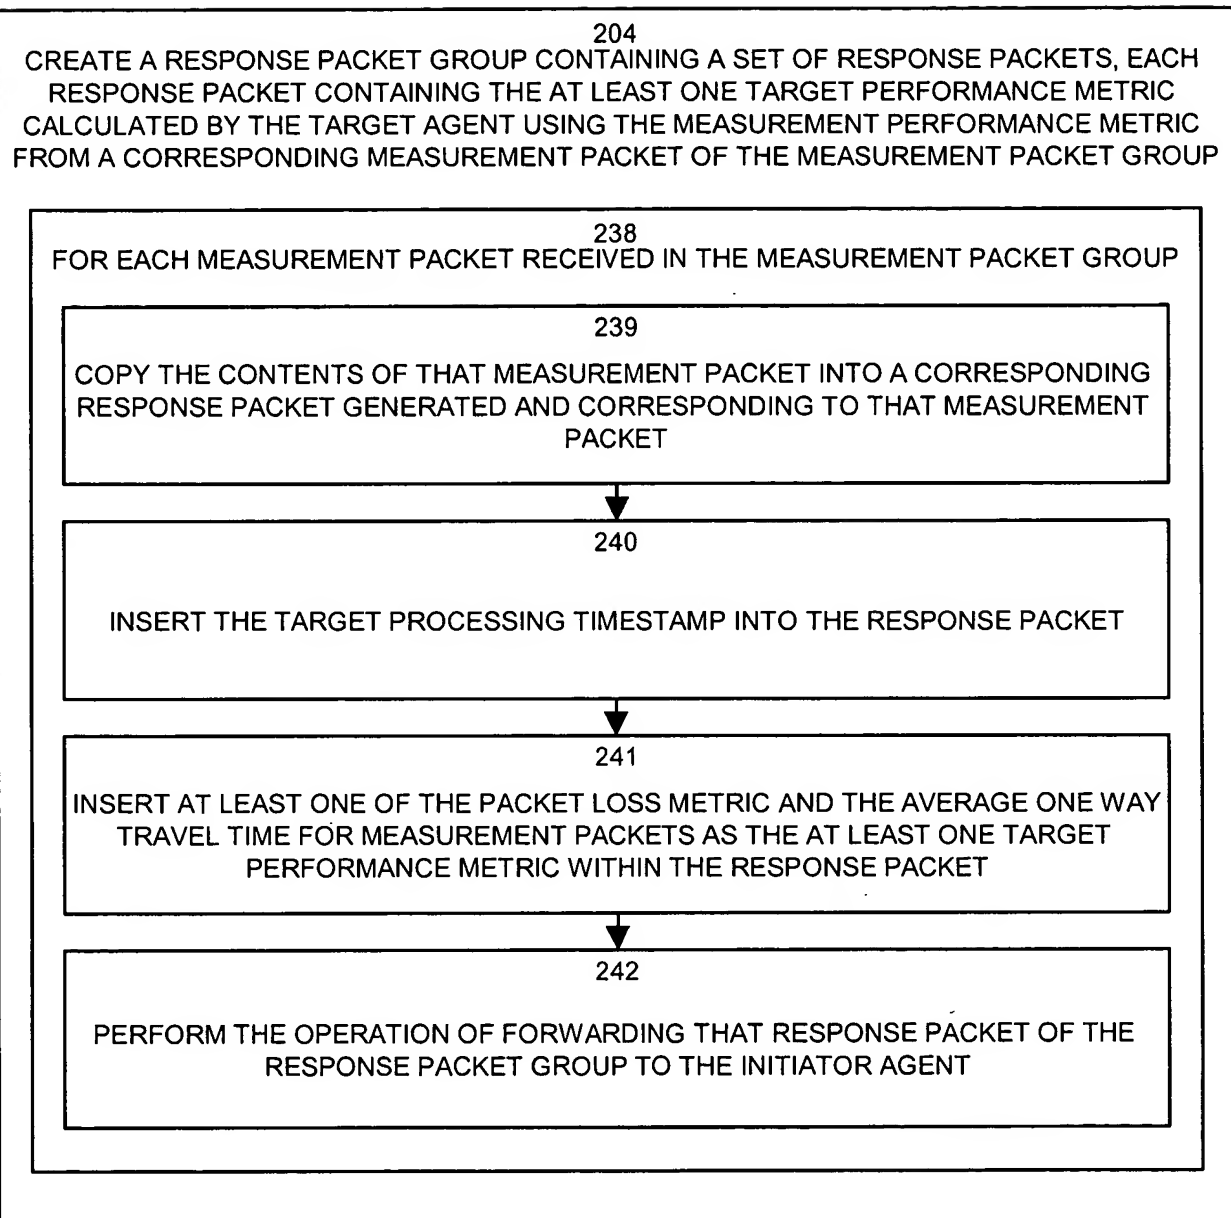 204
CREATE A RESPONSE PACKET GROUP CONTAINING A SET OF RESPONSE PACKETS, EACH
RESPONSE PACKET CONTAINING THE AT LEAST ONE TARGET PERFORMANCE METRIC
CALCULATED BY THE TARGET AGENT USING THE MEASUREMENT PERFORMANCE METRIC
FROM A CORRESPONDING MEASUREMENT PACKET OF THE MEASUREMENT PACKET GROUP
238
FOR EACH MEASUREMENT PACKET RECEIVED IN THE MEASUREMENT PACKET GROUP
239
COPY THE CONTENTS OF THAT MEASUREMENT PACKET INTO A CORRESPONDING
RESPONSE PACKET GENERATED AND CORRESPONDING TO THAT MEASUREMENT
PACKET
240
INSERT THE TARGET PROCESSING TIMESTAMP INTO THE RESPONSE PACKET
241
INSERT AT LEAST ONE OF THE PACKET LOSS METRIC AND THE AVERAGE ONE WAY
TRAVEL TIME FOR MEASUREMENT PACKETS AS THE AT LEAST ONE TARGET
PERFORMANCE METRIC WITHIN THE RESPONSE PACKET
242
PERFORM THE OPERATION OF FORWARDING THAT RESPONSE PACKET OF THE
RESPONSE PACKET GROUP TO THE INITIATOR AGENT